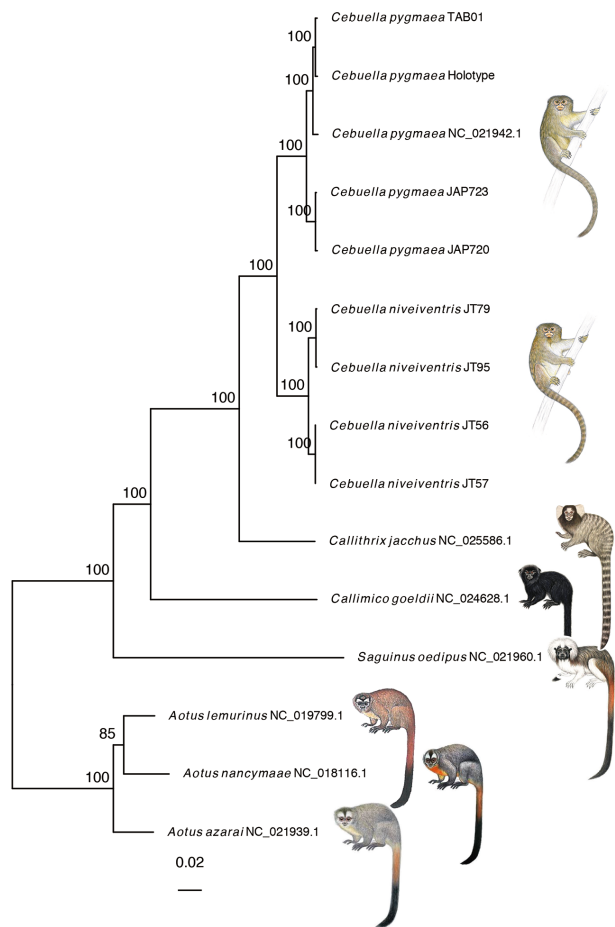 Cebuella pygmaea TAB01
100
Cebuella pygmaea Holotype
100
Cebuella pygmaea NC_021942.1
100
Cebuella pygmaea JAP723
100
Cebuella pygmaea JAP720
100
Cebuella niveiventris JT79
100
Cebuella niveiventris JT95
100
Cebuella niveiventris JT56
100
Cebuella niveiventris JT57
100
Callithrix jacchus NC_025586.1
100
Callimico goeldii NC_024628.1
100
Saguinus oedipus NC_021960.1
Aotus lemurinus NC_019799.1
85
Aotus nancymaae NC_018116.1
100
Aotus azarai NC_021939.1
0.02